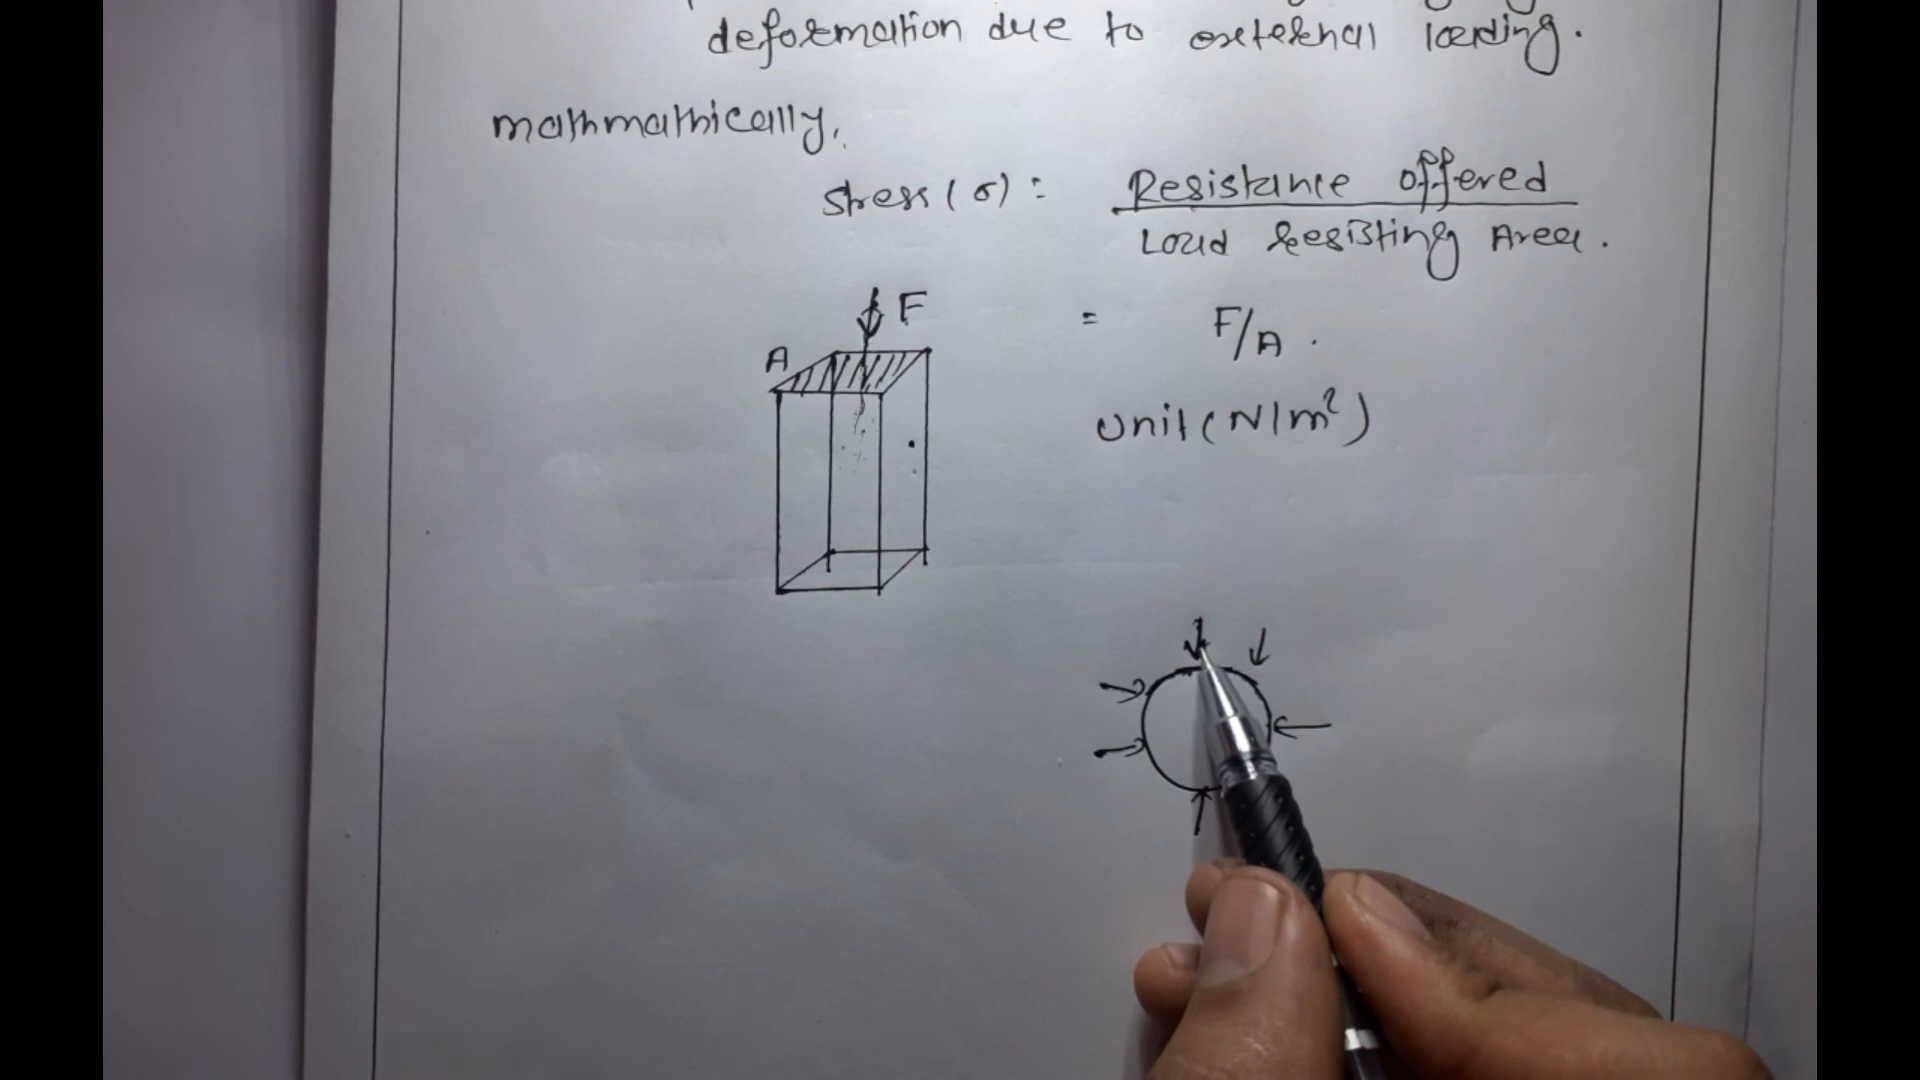 deformation due to external loading.
mathmathically,
Stress (σ) = Resistance offered
Load resisting Area.
F
A
= F/A.
Unit (N/m²)